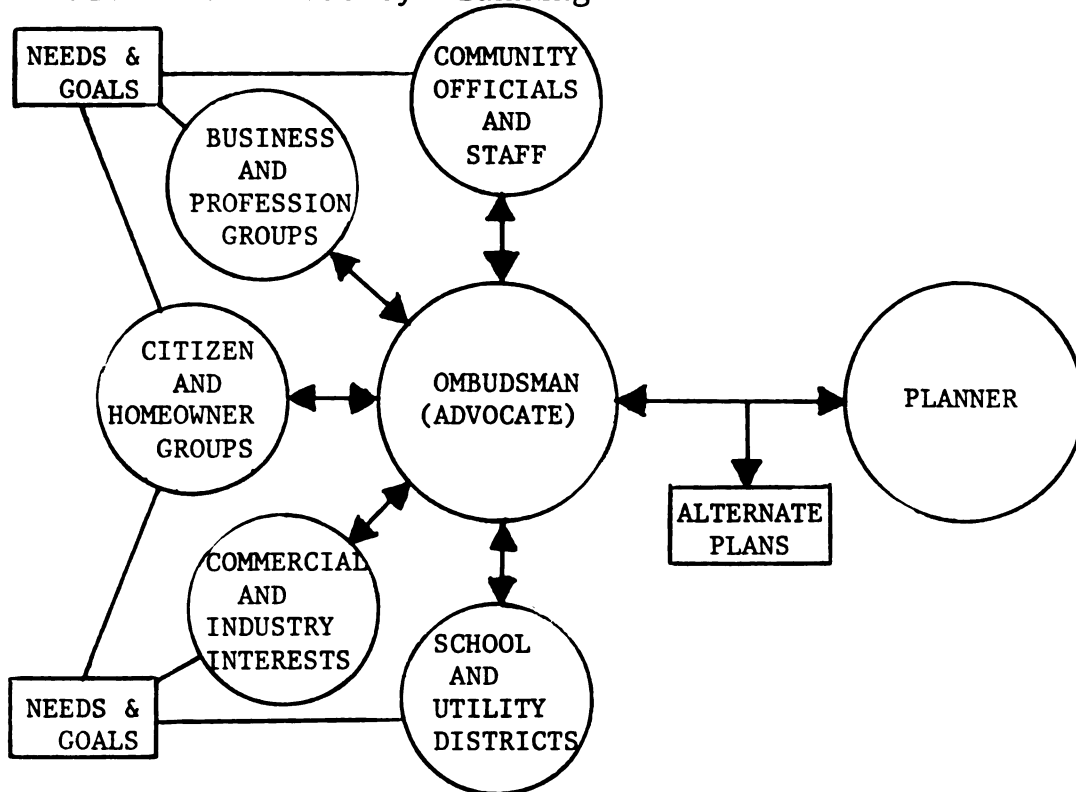 NEEDS &
GOALS
COMMUNITY
OFFICIALS
AND
STAFF
BUSINESS
AND
PROFESSION
GROUPS
CITIZEN
AND
HOMEOWNER
GROUPS
OMBUDSMAN
(ADVOCATE)
PLANNER
ALTERNATE
PLANS
COMMERCIAL
AND
INDUSTRY
INTERESTS
SCHOOL
AND
UTILITY
DISTRICTS
NEEDS &
GOALS